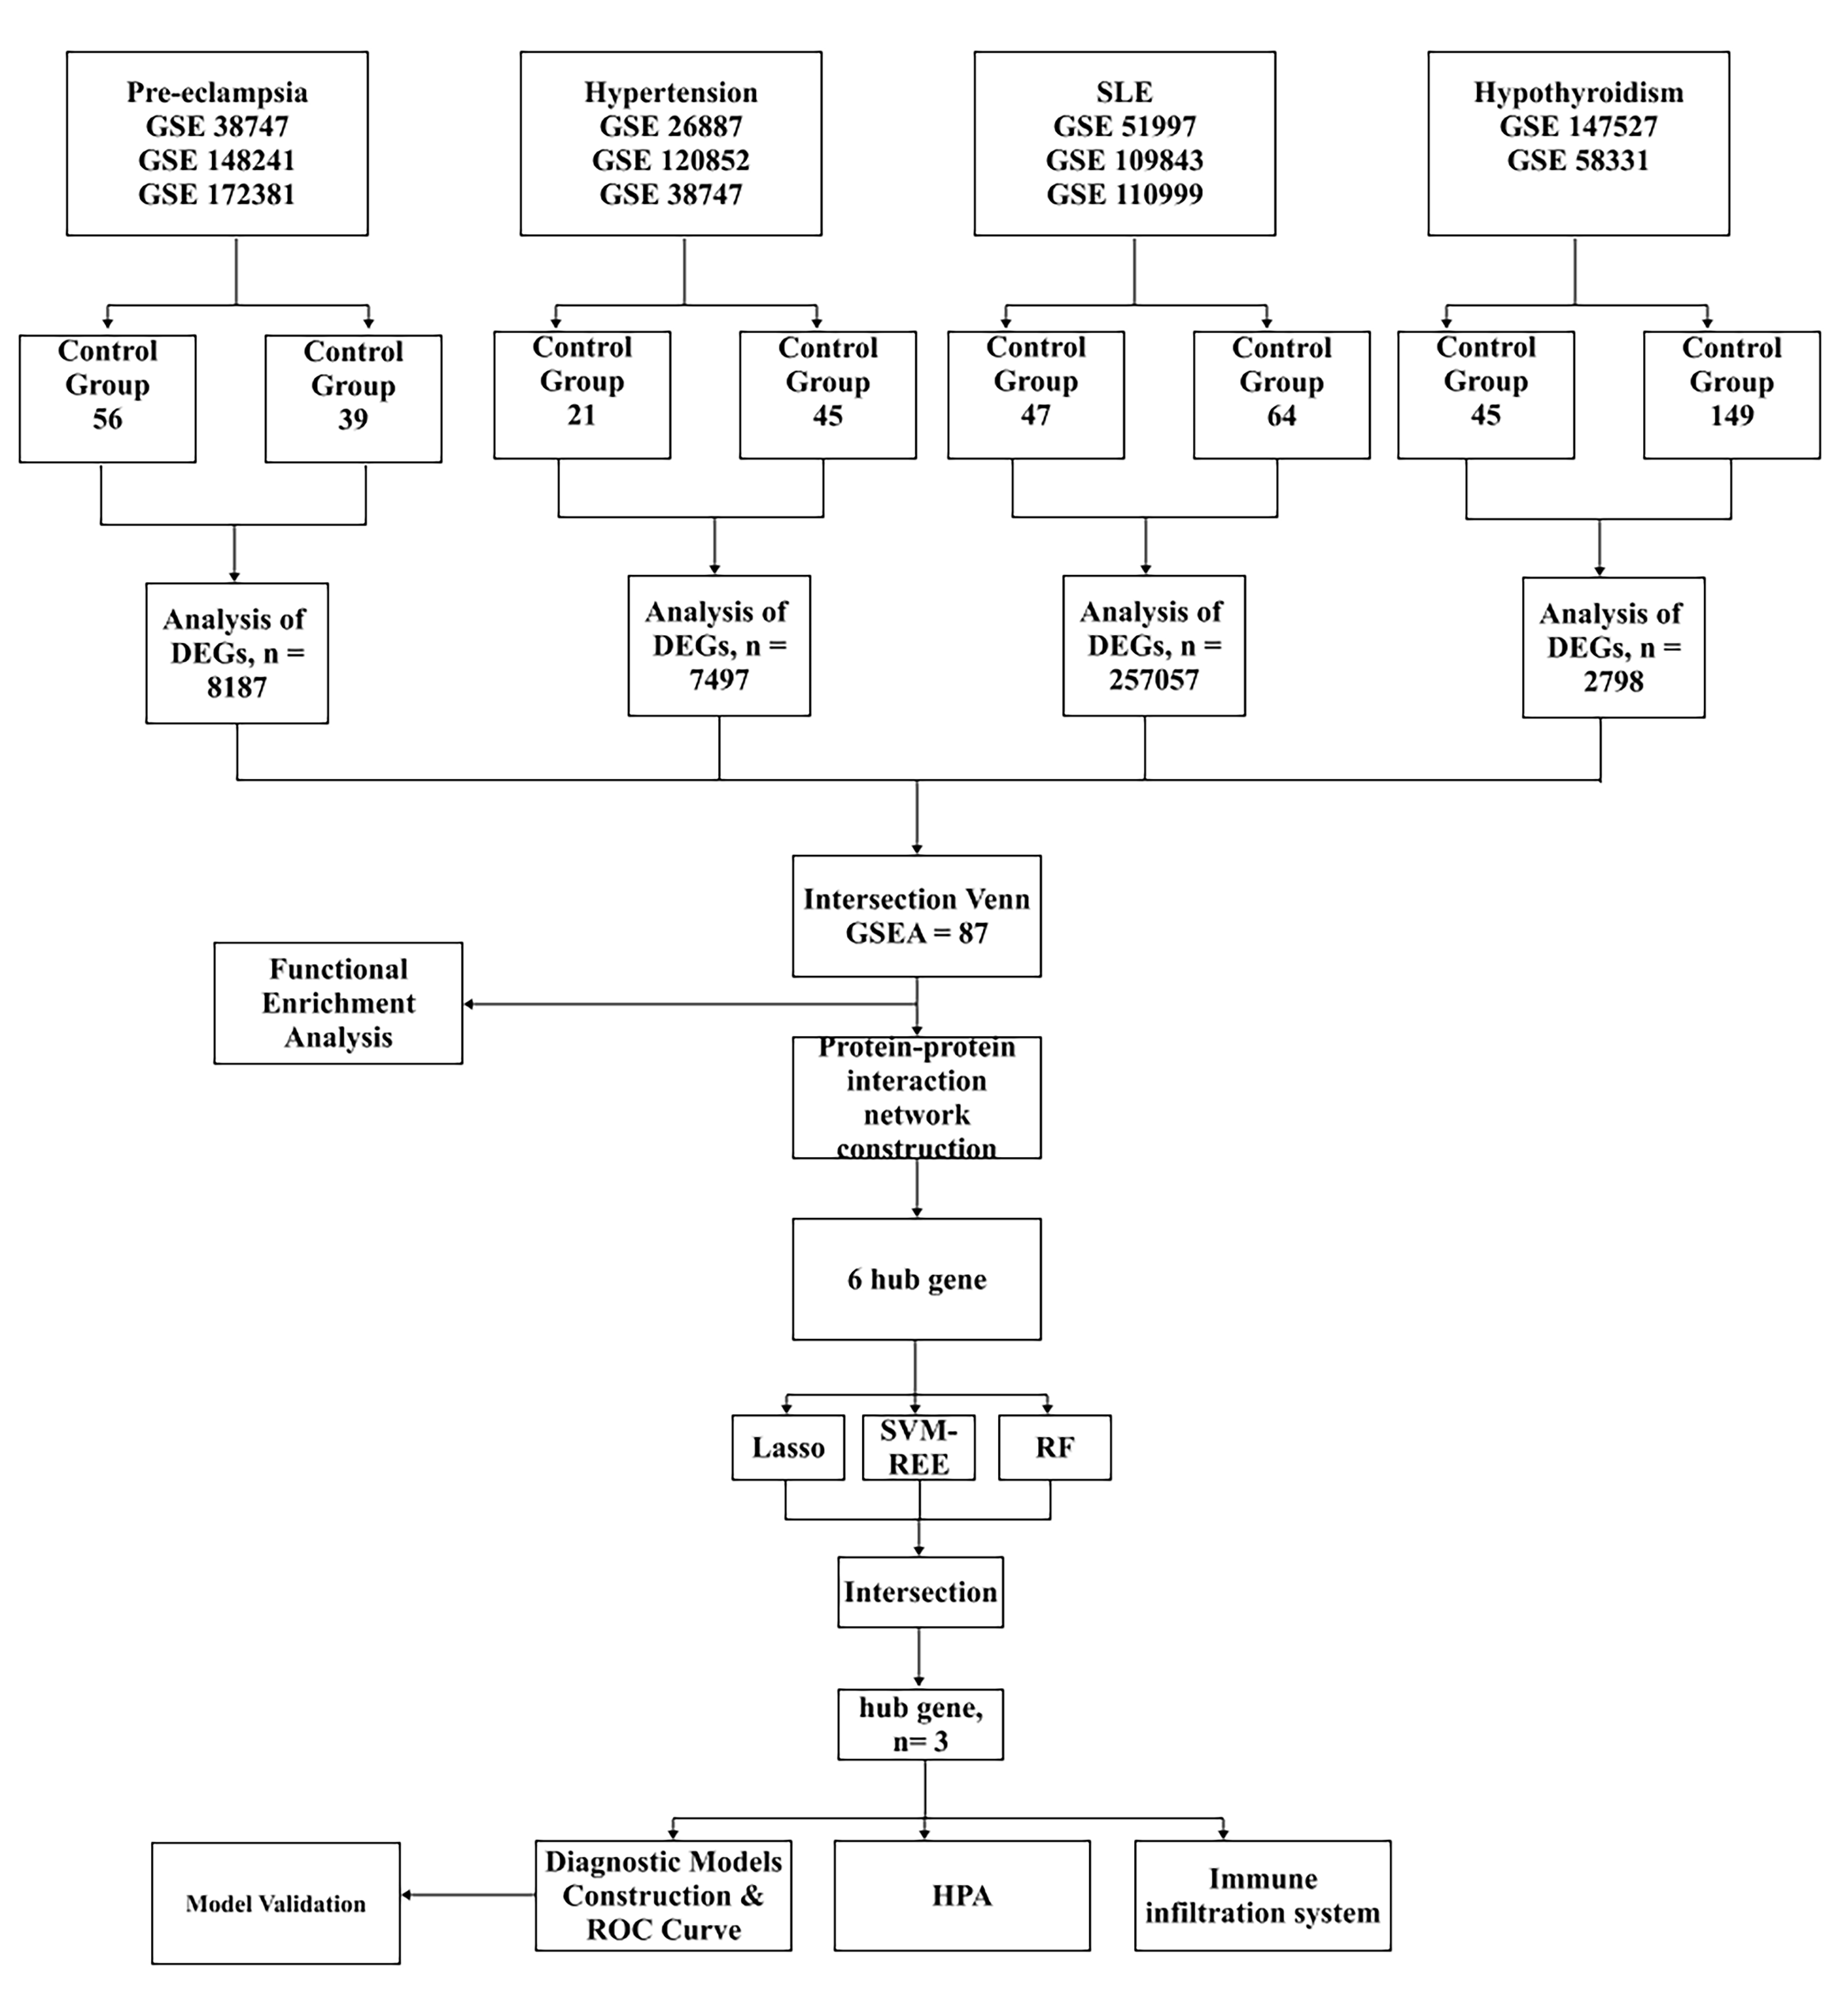 Pre-eclampsia
GSE 38747
GSE 148241
GSE 172381
Hypertension
GSE 26887
GSE 120852
GSE 38747
SLE
GSE 51997
GSE 109843
GSE 110999
Hypothyroidism
GSE 147527
GSE 58331
Control
Group
56
Control
Group
39
Control
Group
21
Control
Group
45
Control
Group
47
Control
Group
64
Control
Group
45
Control
Group
149
Analysis of
DEGs, n =
8187
Analysis of
DEGs, n =
7497
Analysis of
DEGs, n =
257057
Analysis of
DEGs, n =
2798
Intersection Venn
GSEA = 87
Functional
Enrichment
Analysis
Protein-protein
interaction
network
construction
6 hub gene
Lasso
SVM-
REE
RF
Intersection
hub gene,
n= 3
Model Validation
Diagnostic Models
Construction &
ROC Curve
HPA
Immune
infiltration system